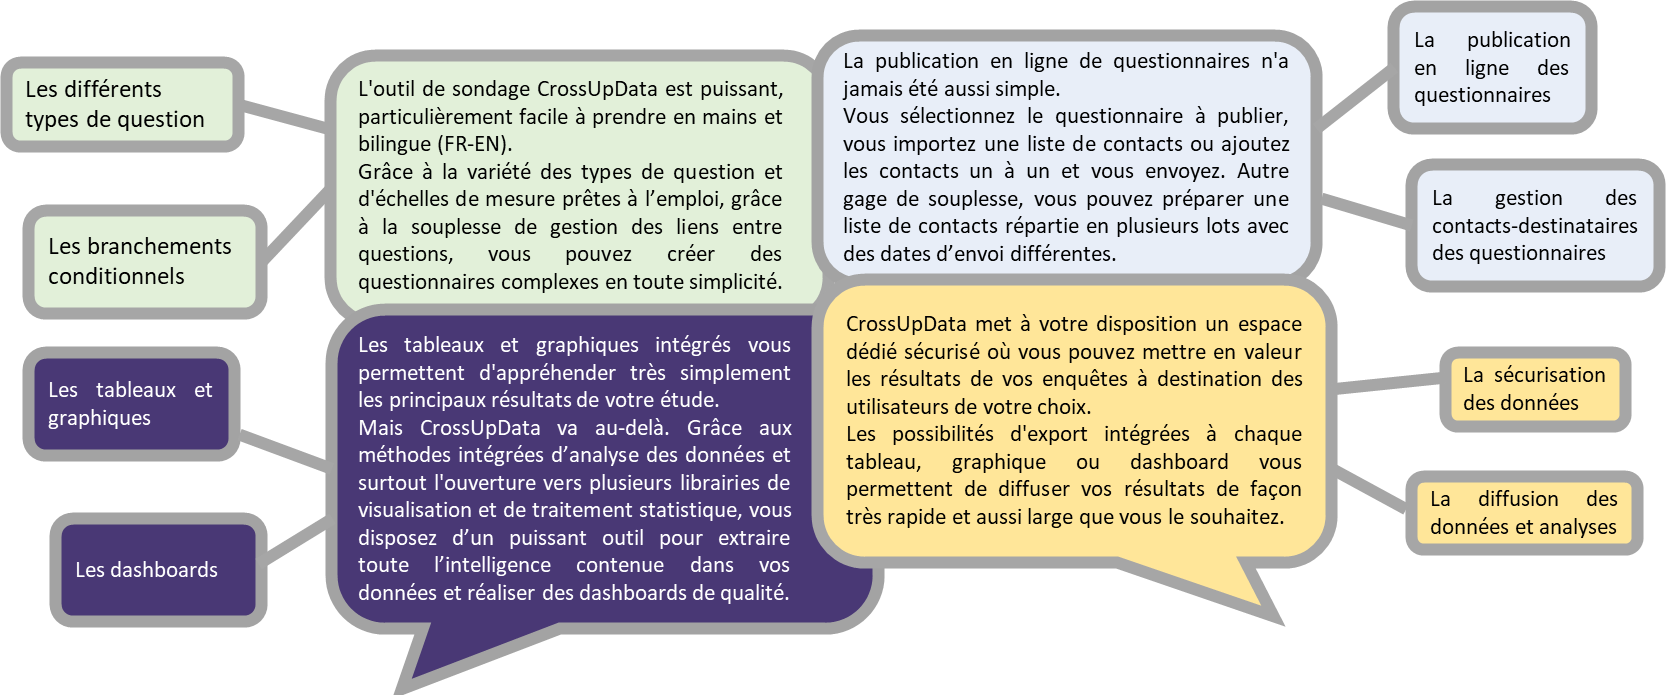 Les différents
types de question
Les branchements
conditionnels
L'outil de sondage CrossUpData est puissant,
particulièrement facile à prendre en mains et
bilingue (FR-EN).
Grâce à la variété des types de question et
d'échelles de mesure prêtes à l’emploi, grâce
à la souplesse de gestion des liens entre
questions, vous pouvez créer des
questionnaires complexes en toute simplicité.
La publication en ligne de questionnaires n'a
jamais été aussi simple.
Vous sélectionnez le questionnaire à publier,
vous importez une liste de contacts ou ajoutez
les contacts un à un et vous envoyez. Autre
gage de souplesse, vous pouvez préparer une
liste de contacts répartie en plusieurs lots avec
des dates d’envoi différentes.
La publication
en ligne des
questionnaires
La gestion des
contacts-destinataires
des questionnaires
Les tableaux et
graphiques
Les dashboards
Les tableaux et graphiques intégrés vous
permettent d'appréhender très simplement
les principaux résultats de votre étude.
Mais CrossUpData va au-delà. Grâce aux
méthodes intégrées d’analyse des données et
surtout l'ouverture vers plusieurs librairies de
visualisation et de traitement statistique, vous
disposez d’un puissant outil pour extraire
toute l’intelligence contenue dans vos
données et réaliser des dashboards de qualité.
CrossUpData met à votre disposition un espace
dédié sécurisé où vous pouvez mettre en valeur
les résultats de vos enquêtes à destination des
utilisateurs de votre choix.
Les possibilités d'export intégrées à chaque
tableau, graphique ou dashboard vous
permettent de diffuser vos résultats de façon
très rapide et aussi large que vous le souhaitez.
La sécurisation
des données
La diffusion des
données et analyses